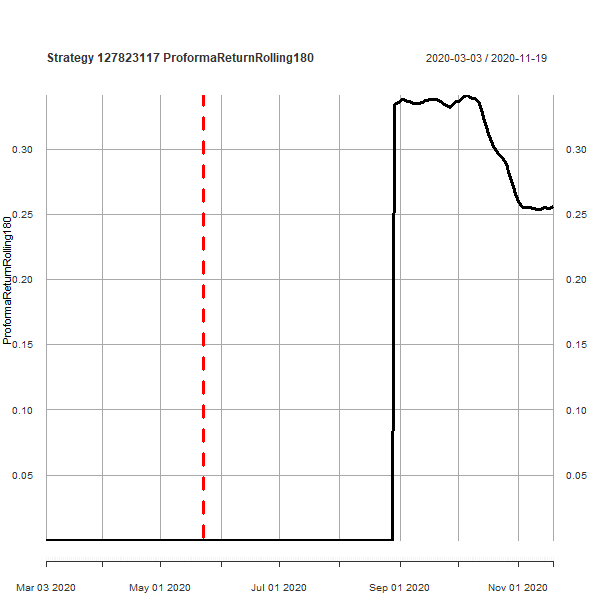 Strategy 127823117 ProformaReturnRolling180
2020-03-03 / 2020-11-19
ProformaReturnRolling180
0.30
0.25
0.20
0.15
0.10
0.05
0.30
0.25
0.20
0.15
0.10
0.05
Mar 03 2020
May 01 2020
Jul 01 2020
Sep 01 2020
Nov 01 2020